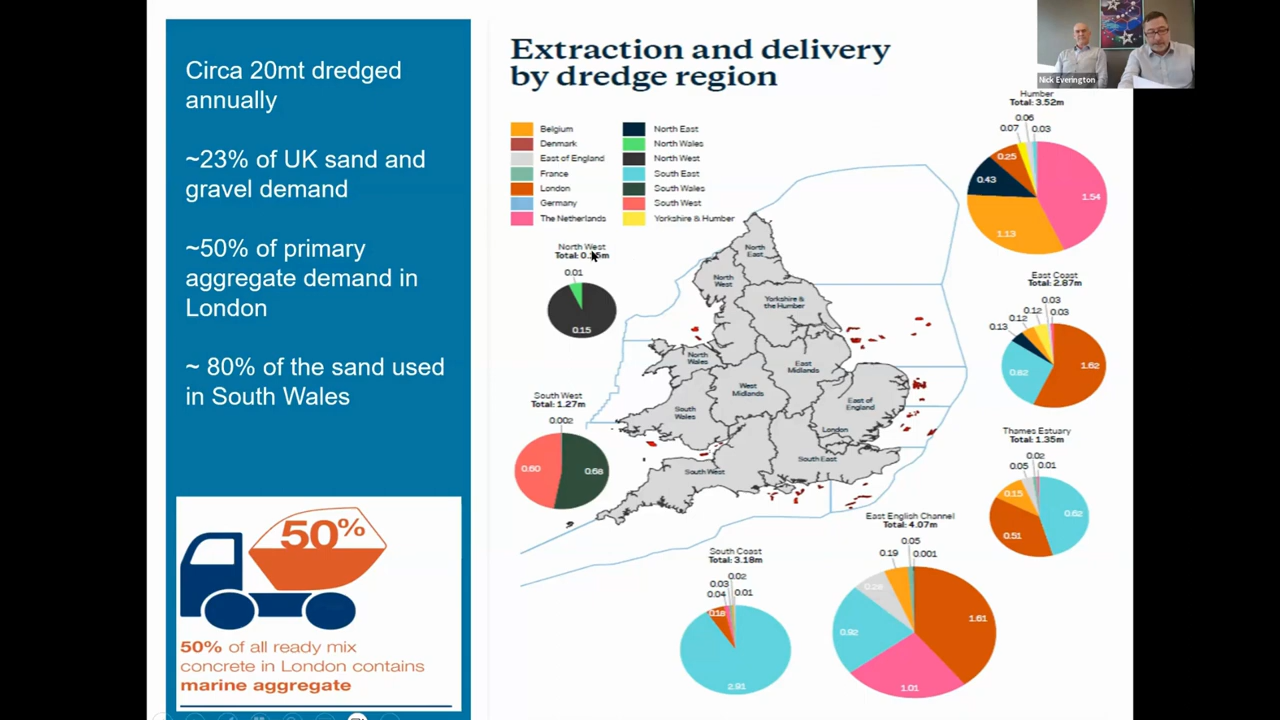 Circa 20mt dredged
annually
~23% of UK sand and
gravel demand
~50% of primary
aggregate demand in
London
~ 80% of the sand used
in South Wales
50%
50% of all ready mix
concrete in London contains
marine aggregate
Extraction and delivery
by dredge region
Belgium
Denmark
East of England
France
London
Germany
The Netherlands
North East
North Wales
North West
South East
South Wales
South West
Yorkshire & Humber
Nick Everington
Humber
Total: 3.52m
0.06
0.07
0.03
0.25
0.43
1.54
1.13
North West
Total:
0.01
0.15
North
East
North
West
Yorkshire &
the Humber
North
Wales
East
Midlands
West
Midlands
East of
England
South
Wales
London
South East
South West
East Coast
Total: 2.87m
0.03
0.12
0.12
0.03
0.13
0.82
1.62
South West
Total: 1.27m
0.002
0.60
0.68
Thames Estuary
Total: 1.35m
0.02
0.05
0.01
0.15
0.62
0.51
South Coast
Total: 3.18m
0.02
0.03
0.04
0.01
0.18
2.91
East English Channel
Total: 4.07m
0.05
0.19
0.001
1.61
0.92
1.01